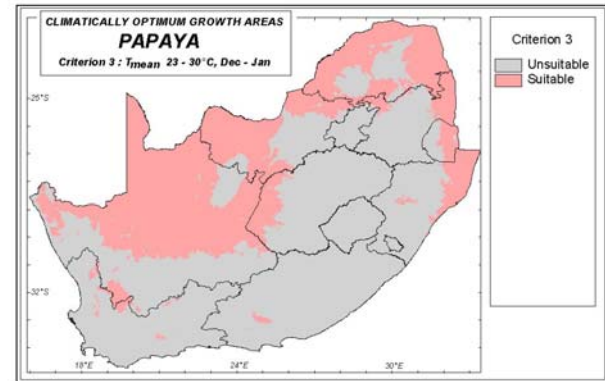 CLIMATICALLY OPTIMUM GROWTH AREAS
PAPAYA
Criterion 3 : Tmean 23 - 30°C, Dec - Jan
Criterion 3
Unsuitable
Suitable
25°S
30°S
18°E
24°E
30°E